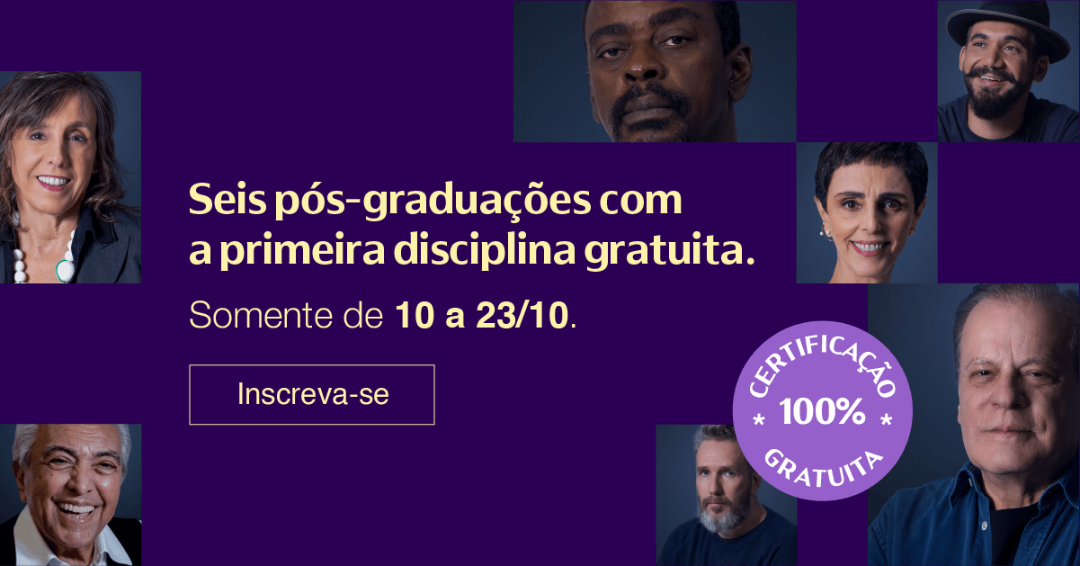 Seis pós-graduações com
a primeira disciplina gratuita.
Somente de 10 a 23/10.
Inscreva-se
CERTIFICAÇÃO
* 100% *
GRATUITA